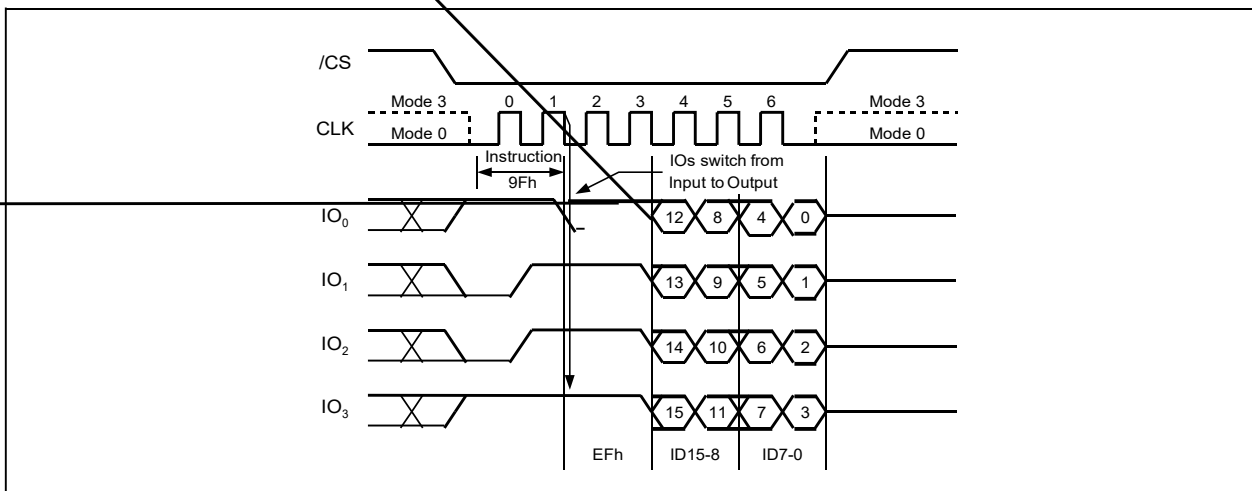 /CS
Mode 3 0 1 2 3 4 5 6 Mode 3
CLK Mode 0 Mode 0
Instruction IOs switch from
9Fh Input to Output
IO0 12 8 4 0
IO1 13 9 5 1
IO2 14 10 6 2
IO3 15 11 7 3
EFh ID15-8 ID7-0